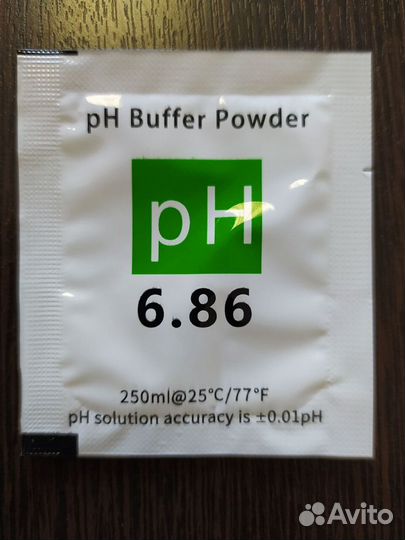 pH Buffer Powder
pH
6.86
250ml@25℃/77℉
pH solution accuracy is ±0.01pH
Avito